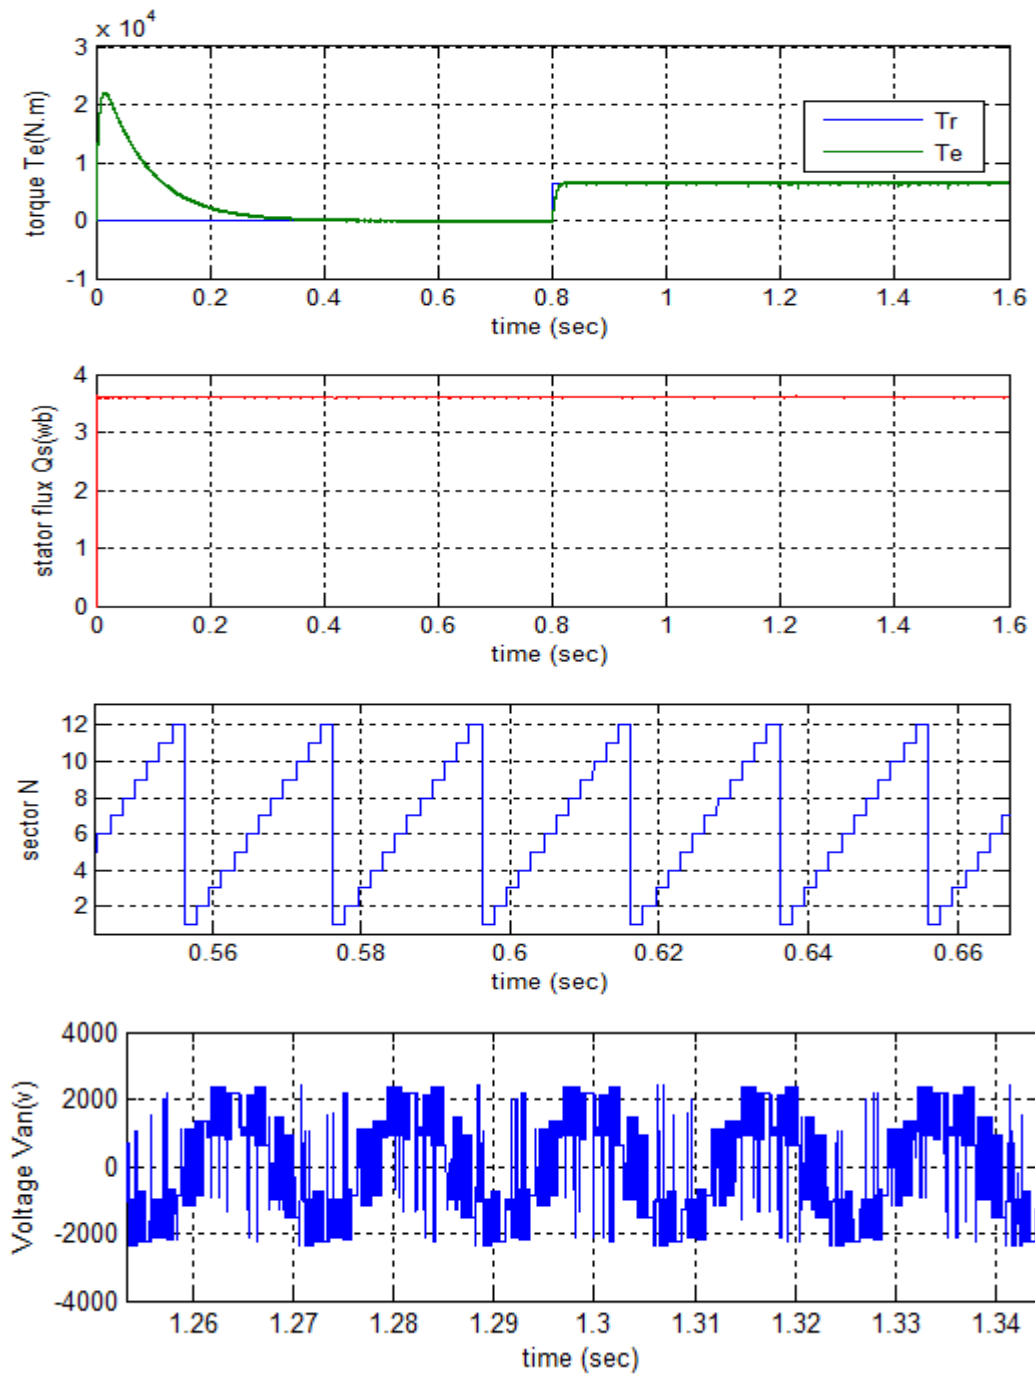 x 10^4
3
2
1
0
-1
torque Te(N.m)
Tr
Te
0 0.2 0.4 0.6 0.8 1 1.2 1.4 1.6
time (sec)
4
3
2
1
0
stator flux Qs(wb)
0 0.2 0.4 0.6 0.8 1 1.2 1.4 1.6
time (sec)
12
10
8
6
4
2
sector N
0.56 0.58 0.6 0.62 0.64 0.66
time (sec)
4000
2000
0
-2000
-4000
Voltage Van(v)
1.26 1.27 1.28 1.29 1.3 1.31 1.32 1.33 1.34
time (sec)